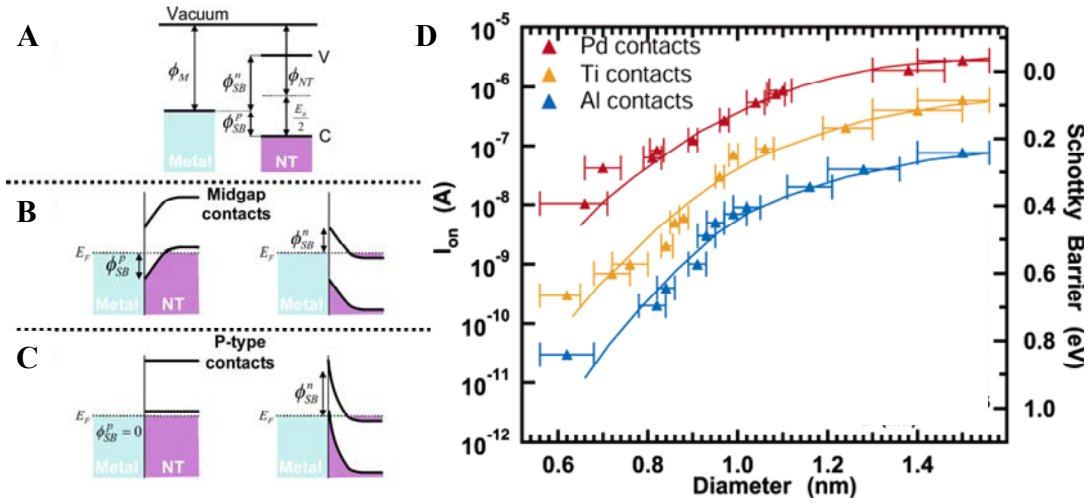 A
Vacuum
V
ϕ_M
ϕ^n_SB
ϕ_NT
ϕ^p_SB
E_g/2
C
Metal
NT
B
Midgap
contacts
E_F
ϕ^p_SB
Metal
NT
E_F
ϕ^n_SB
Metal
C
P-type
contacts
E_F
ϕ^p_SB = 0
Metal
NT
E_F
ϕ^n_SB
Metal
D
Pd contacts
Ti contacts
Al contacts
I_on (A)
10^-5
10^-6
10^-7
10^-8
10^-9
10^-10
10^-11
10^-12
0.6 0.8 1.0 1.2 1.4
Diameter (nm)
0.0
0.2
0.4
0.6
0.8
1.0
Schottky Barrier (eV)